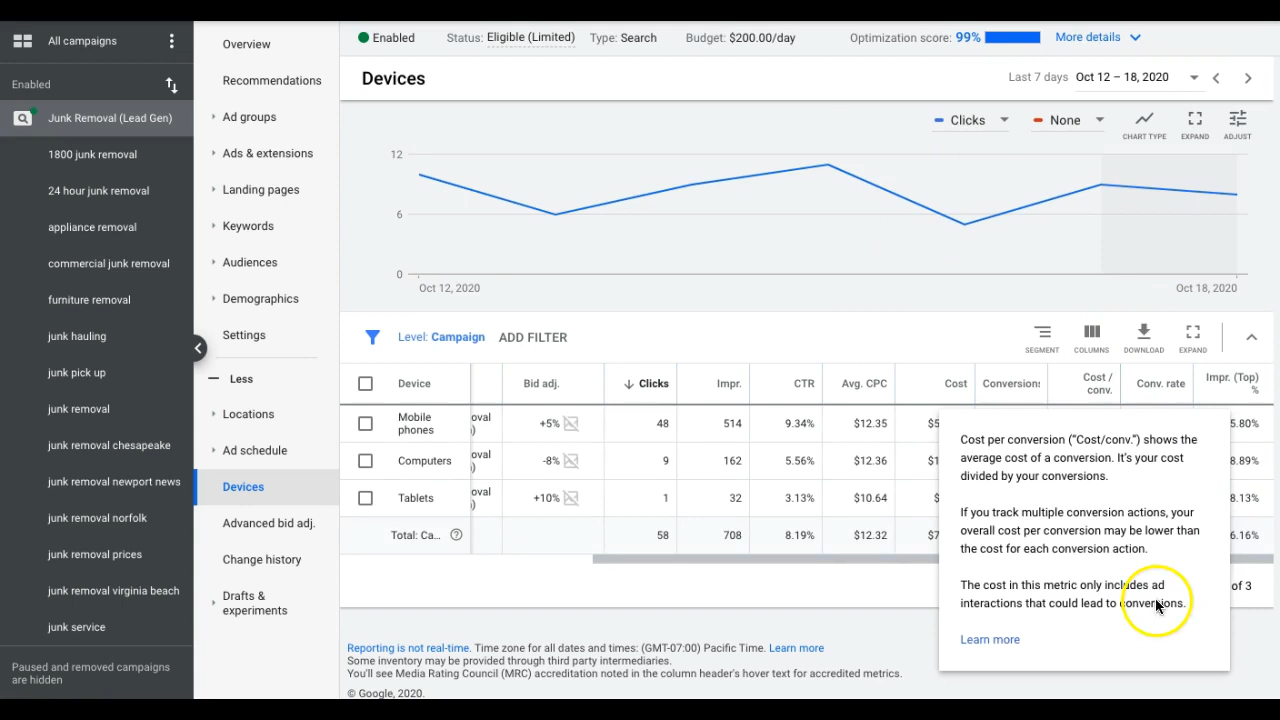 All campaigns
Enabled
Junk Removal (Lead Gen)
1800 junk removal
24 hour junk removal
appliance removal
commercial junk removal
furniture removal
junk hauling
junk pick up
junk removal
junk removal chesapeake
junk removal newport news
junk removal norfolk
junk removal prices
junk removal virginia beach
junk service
Paused and removed campaigns
are hidden
Overview
Recommendations
Ad groups
Ads & extensions
Landing pages
Keywords
Audiences
Demographics
Settings
Less
Locations
Ad schedule
Devices
Advanced bid adj.
Change history
Drafts &
experiments
Enabled Status: Eligible (Limited) Type: Search Budget: $200.00/day Optimization score: 99% More details
Devices Last 7 days Oct 12 – 18, 2020
Clicks None CHART TYPE EXPAND ADJUST
12
6
0
Oct 12, 2020 Oct 18, 2020
Level: Campaign ADD FILTER SEGMENT COLUMNS DOWNLOAD EXPAND
Device Bid adj. Clicks Impr. CTR Avg. CPC Cost Conversions Cost / conv. Conv. rate Impr. (Top) %
Mobile phones oval ) +5% 48 514 9.34% $12.35 $5 5.80%
Computers oval ) -8% 9 162 5.56% $12.36 $1 8.89%
Tablets oval ) +10% 1 32 3.13% $10.64 $ 8.13%
Total: Ca... 58 708 8.19% $12.32 $7 6.16%
of 3
Cost per conversion ("Cost/conv.") shows the
average cost of a conversion. It's your cost
divided by your conversions.
If you track multiple conversion actions, your
overall cost per conversion may be lower than
the cost for each conversion action.
The cost in this metric only includes ad
interactions that could lead to conversions.
Learn more
Reporting is not real-time. Time zone for all dates and times: (GMT-07:00) Pacific Time. Learn more
Some inventory may be provided through third party intermediaries.
You'll see Media Rating Council (MRC) accreditation noted in the column header's hover text for accredited metrics.
© Google, 2020.